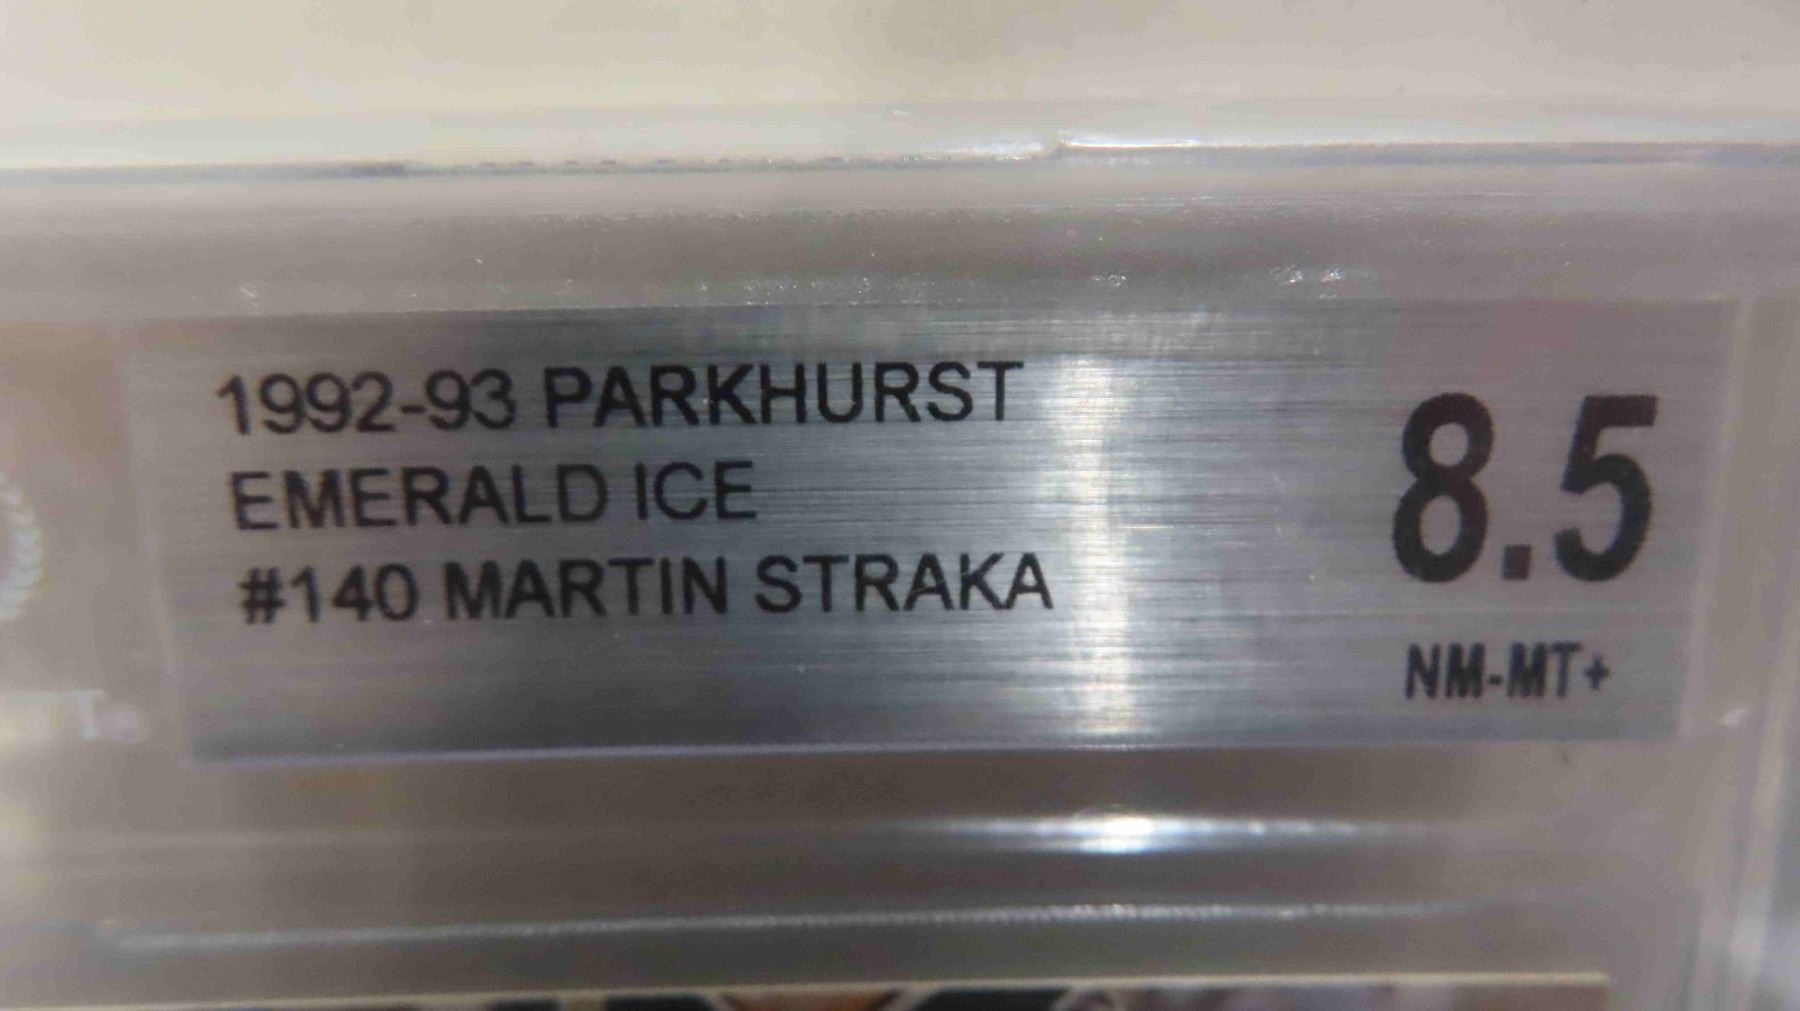 1992-93 PARKHURST
EMERALD ICE
#140 MARTIN STRAKA
8.5
NM-MT+